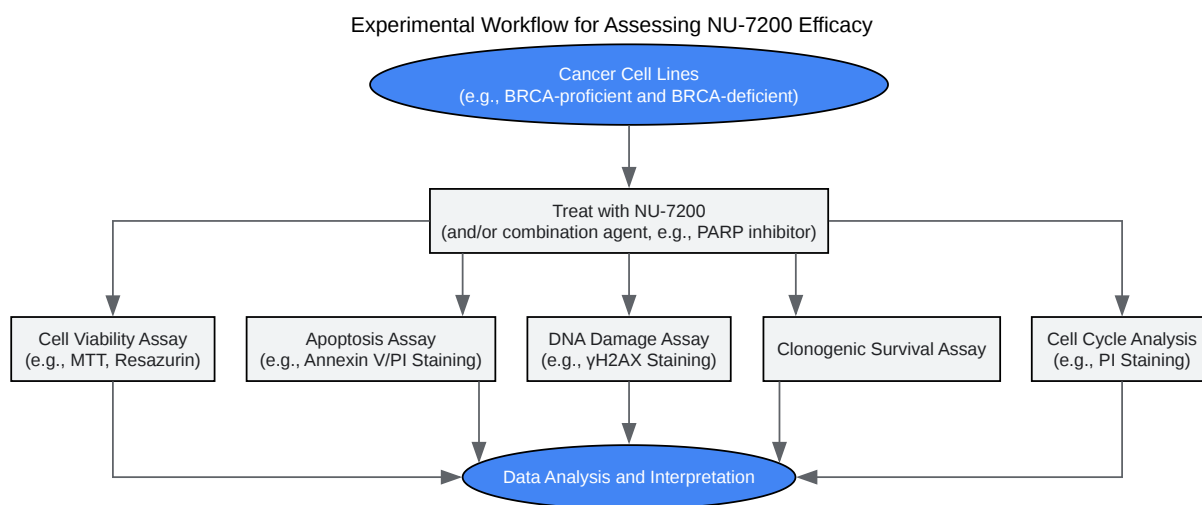 Experimental Workflow for Assessing NU-7200 Efficacy
Cancer Cell Lines
(e.g., BRCA-proficient and BRCA-deficient)
Treat with NU-7200
(and/or combination agent, e.g., PARP inhibitor)
Cell Viability Assay
(e.g., MTT, Resazurin)
Apoptosis Assay
(e.g., Annexin V/PI Staining)
DNA Damage Assay
(e.g., γH2AX Staining)
Clonogenic Survival Assay
Cell Cycle Analysis
(e.g., PI Staining)
Data Analysis and Interpretation